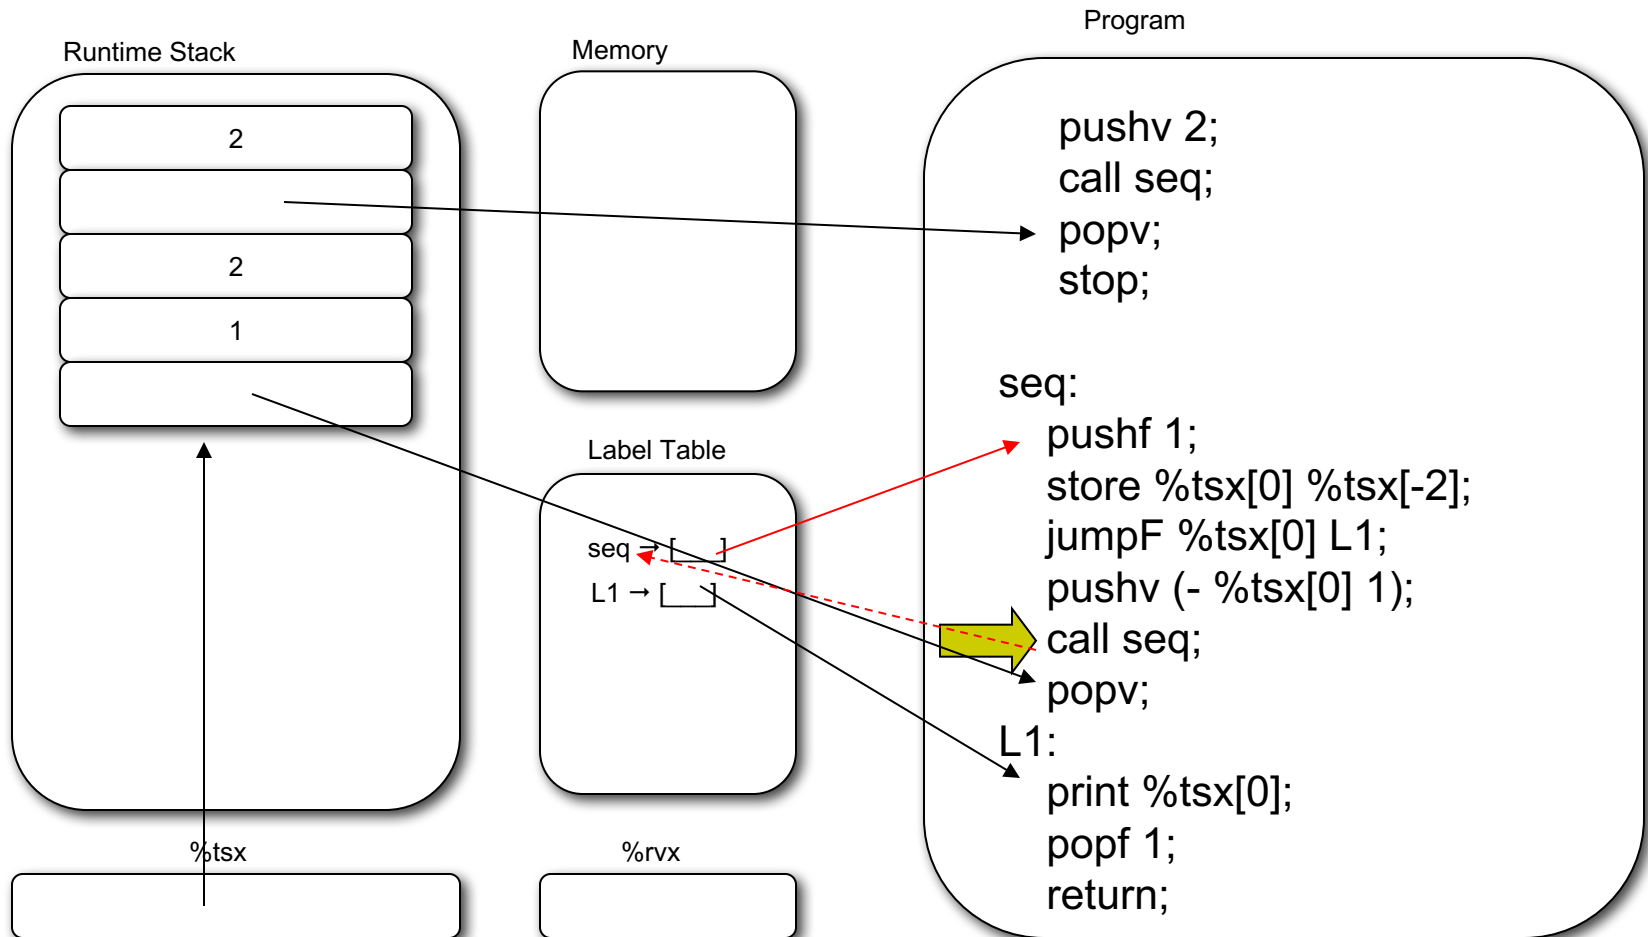 Runtime Stack
2
2
1
%tsx
Memory
Label Table
seq → [___]
L1 → [___]
%rvx
Program
pushv 2;
call seq;
popv;
stop;
seq:
pushf 1;
store %tsx[0] %tsx[-2];
jumpF %tsx[0] L1;
pushv (- %tsx[0] 1);
call seq;
popv;
L1:
print %tsx[0];
popf 1;
return;